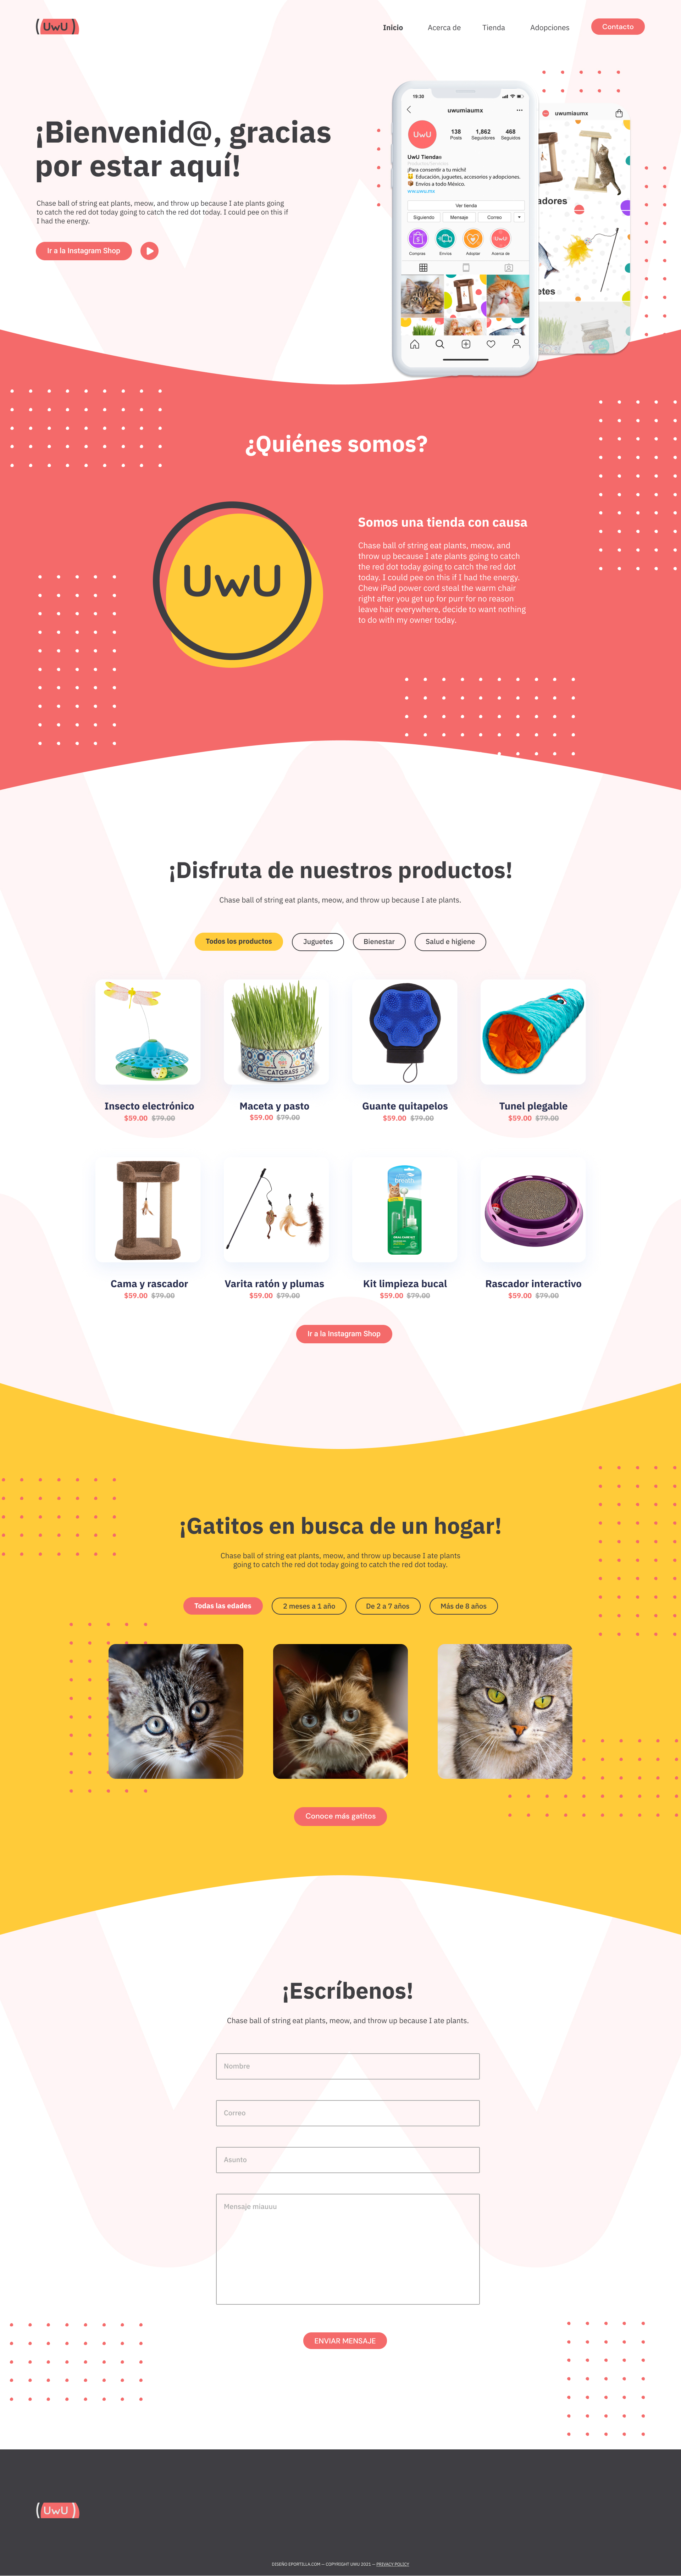 ( UwU )
Inicio
Acerca de
Tienda
Adopciones
Contacto
¡Bienvenid@, gracias
por estar aquí!
Chase ball of string eat plants, meow, and throw up because I ate plants going
to catch the red dot today going to catch the red dot today. I could pee on this if
I had the energy.
Ir a la Instagram Shop
19:30
uwumiaumx
UwU
138
1,862
468
Posts
Seguidores
Seguidos
UwU Tienda
¡Para consentir a tu michi!
Educación, juguetes, accesorios y adopciones.
Envíos a todo México.
Ver tienda
Siguiendo
Mensaje
Correo
UwU
Compras
Envíos
Adopta
Acerca de
uwumiaumx
adores
etes
¿Quiénes somos?
UwU
Somos una tienda con causa
Chase ball of string eat plants, meow, and
throw up because I ate plants going to catch
the red dot today going to catch the red dot
today. I could pee on this if I had the energy.
Chew iPad power cord steal the warm chair
right after you get up for purr for no reason
leave hair everywhere, decide to want nothing
to do with my owner today.
¡Disfruta de nuestros productos!
Chase ball of string eat plants, meow, and throw up because I ate plants.
Todos los productos
Juguetes
Bienestar
Salud e higiene
CATGRASS
Insecto electrónico
$59.00 $79.00
Maceta y pasto
$59.00 $79.00
Guante quitapelos
$59.00 $79.00
Tunel plegable
$59.00 $79.00
breath
Cama y rascador
$59.00 $79.00
Varita ratón y plumas
$59.00 $79.00
Kit limpieza bucal
$59.00 $79.00
Rascador interactivo
$59.00 $79.00
Ir a la Instagram Shop
¡Gatitos en busca de un hogar!
Chase ball of string eat plants, meow, and throw up because I ate plants
going to catch the red dot today going to catch the red dot today.
Todas las edades
2 meses a 1 año
De 2 a 7 años
Más de 8 años
Conoce más gatitos
¡Escríbenos!
Chase ball of string eat plants, meow, and throw up because I ate plants.
Nombre
Correo
Asunto
Mensaje miauuu
ENVIAR MENSAJE
( UwU )
DISEÑO EPORTILLA.COM — COPYRIGHT UWU 2021 — PRIVACY POLICY